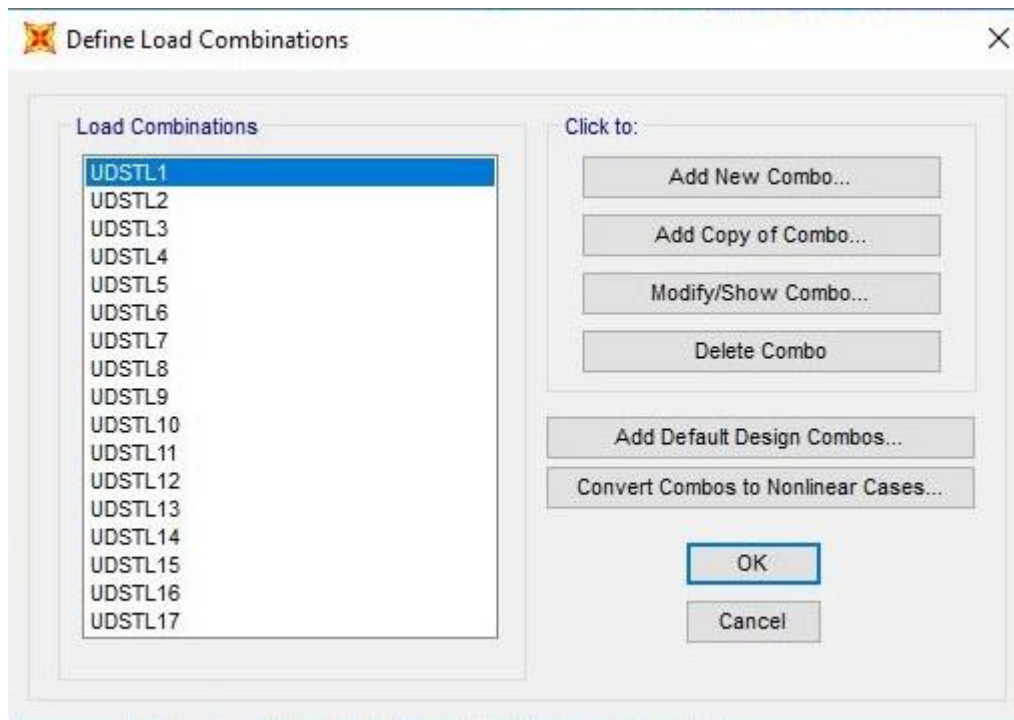 Define Load Combinations
Load Combinations
UDSTL1
UDSTL2
UDSTL3
UDSTL4
UDSTL5
UDSTL6
UDSTL7
UDSTL8
UDSTL9
UDSTL10
UDSTL11
UDSTL12
UDSTL13
UDSTL14
UDSTL15
UDSTL16
UDSTL17
Click to:
Add New Combo...
Add Copy of Combo...
Modify/Show Combo...
Delete Combo
Add Default Design Combos...
Convert Combos to Nonlinear Cases...
OK
Cancel